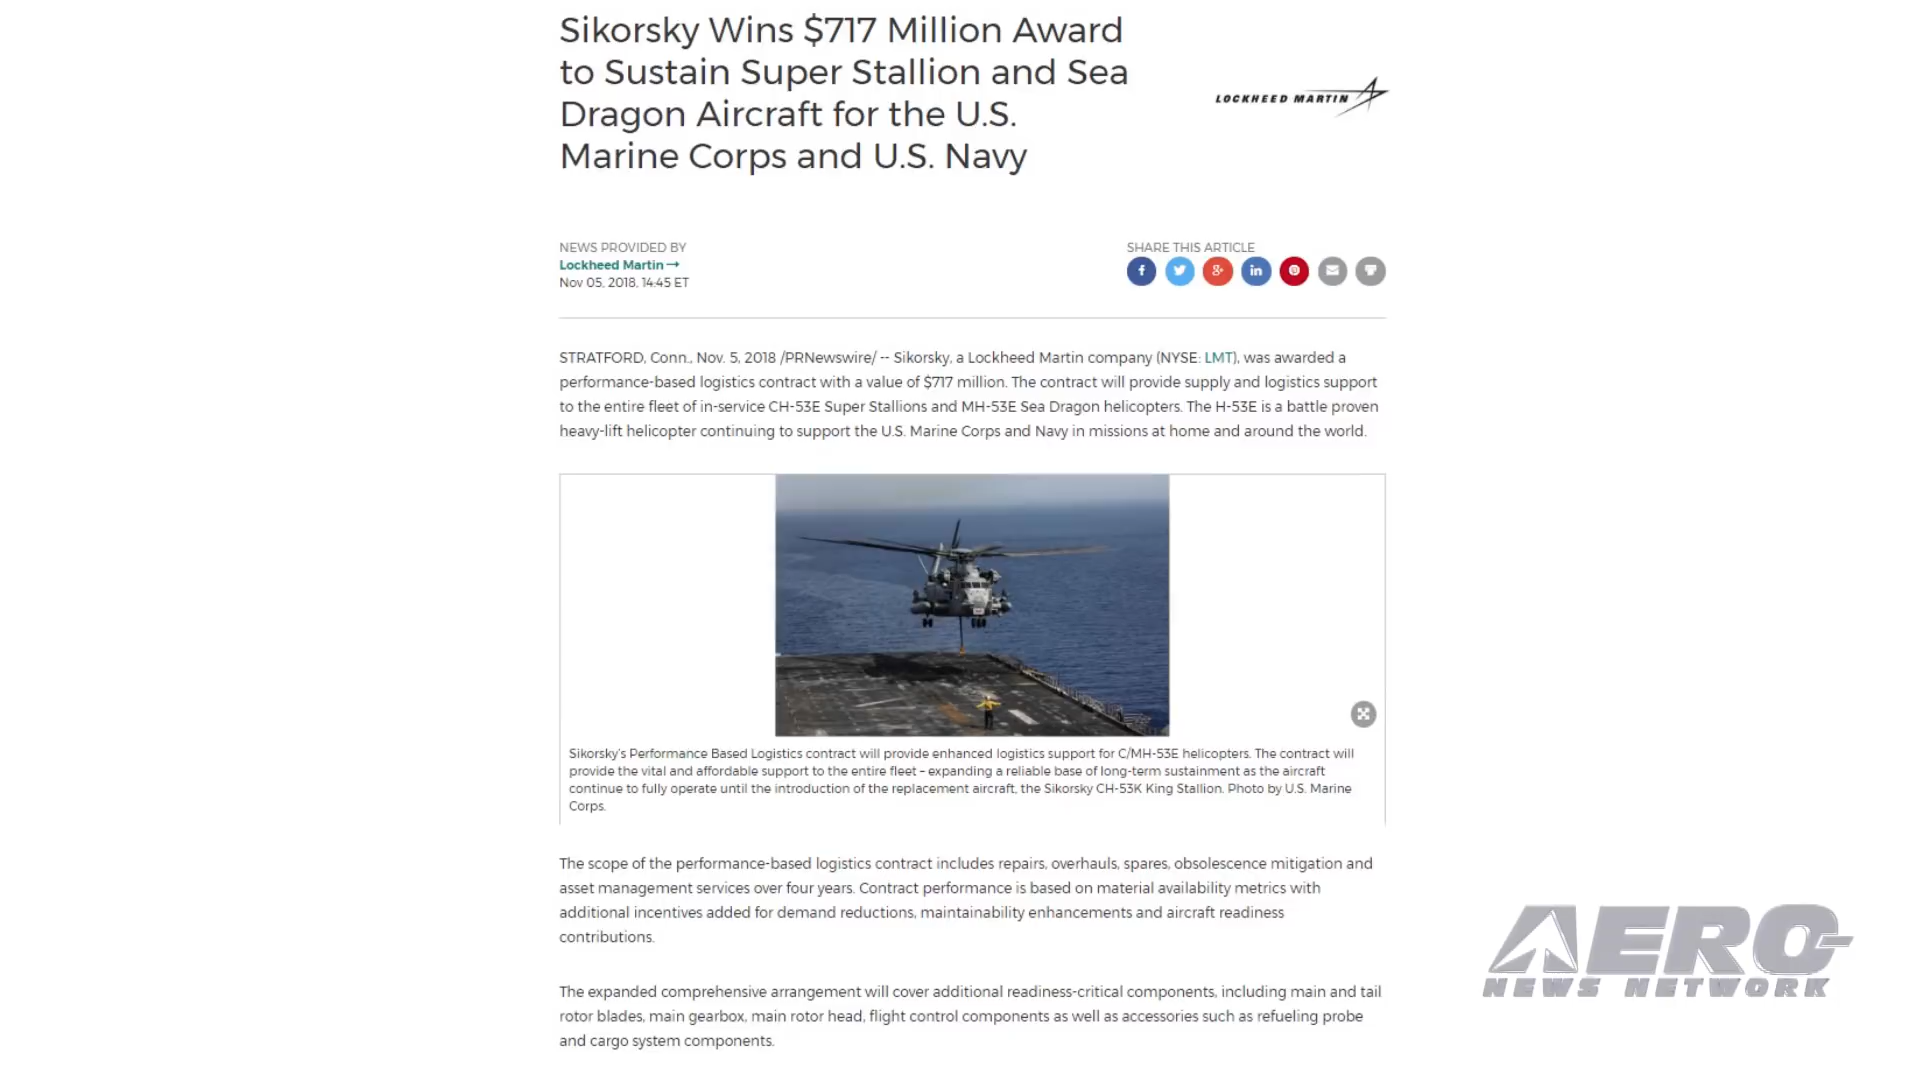 Sikorsky Wins $717 Million Award
to Sustain Super Stallion and Sea
Dragon Aircraft for the U.S.
Marine Corps and U.S. Navy
LOCKHEED MARTIN
NEWS PROVIDED BY
Lockheed Martin →
Nov 05, 2018, 14:45 ET
SHARE THIS ARTICLE
STRATFORD, Conn., Nov. 5, 2018 /PRNewswire/ -- Sikorsky, a Lockheed Martin company (NYSE: LMT), was awarded a
performance-based logistics contract with a value of $717 million. The contract will provide supply and logistics support
to the entire fleet of in-service CH-53E Super Stallions and MH-53E Sea Dragon helicopters. The H-53E is a battle proven
heavy-lift helicopter continuing to support the U.S. Marine Corps and Navy in missions at home and around the world.
Sikorsky's Performance Based Logistics contract will provide enhanced logistics support for C/MH-53E helicopters. The contract will
provide the vital and affordable support to the entire fleet – expanding a reliable base of long-term sustainment as the aircraft
continue to fully operate until the introduction of the replacement aircraft, the Sikorsky CH-53K King Stallion. Photo by U.S. Marine
Corps.
The scope of the performance-based logistics contract includes repairs, overhauls, spares, obsolescence mitigation and
asset management services over four years. Contract performance is based on material availability metrics with
additional incentives added for demand reductions, maintainability enhancements and aircraft readiness
contributions.
The expanded comprehensive arrangement will cover additional readiness-critical components, including main and tail
rotor blades, main gearbox, main rotor head, flight control components as well as accessories such as refueling probe
and cargo system components.
AERO-
NEWS NETWORK